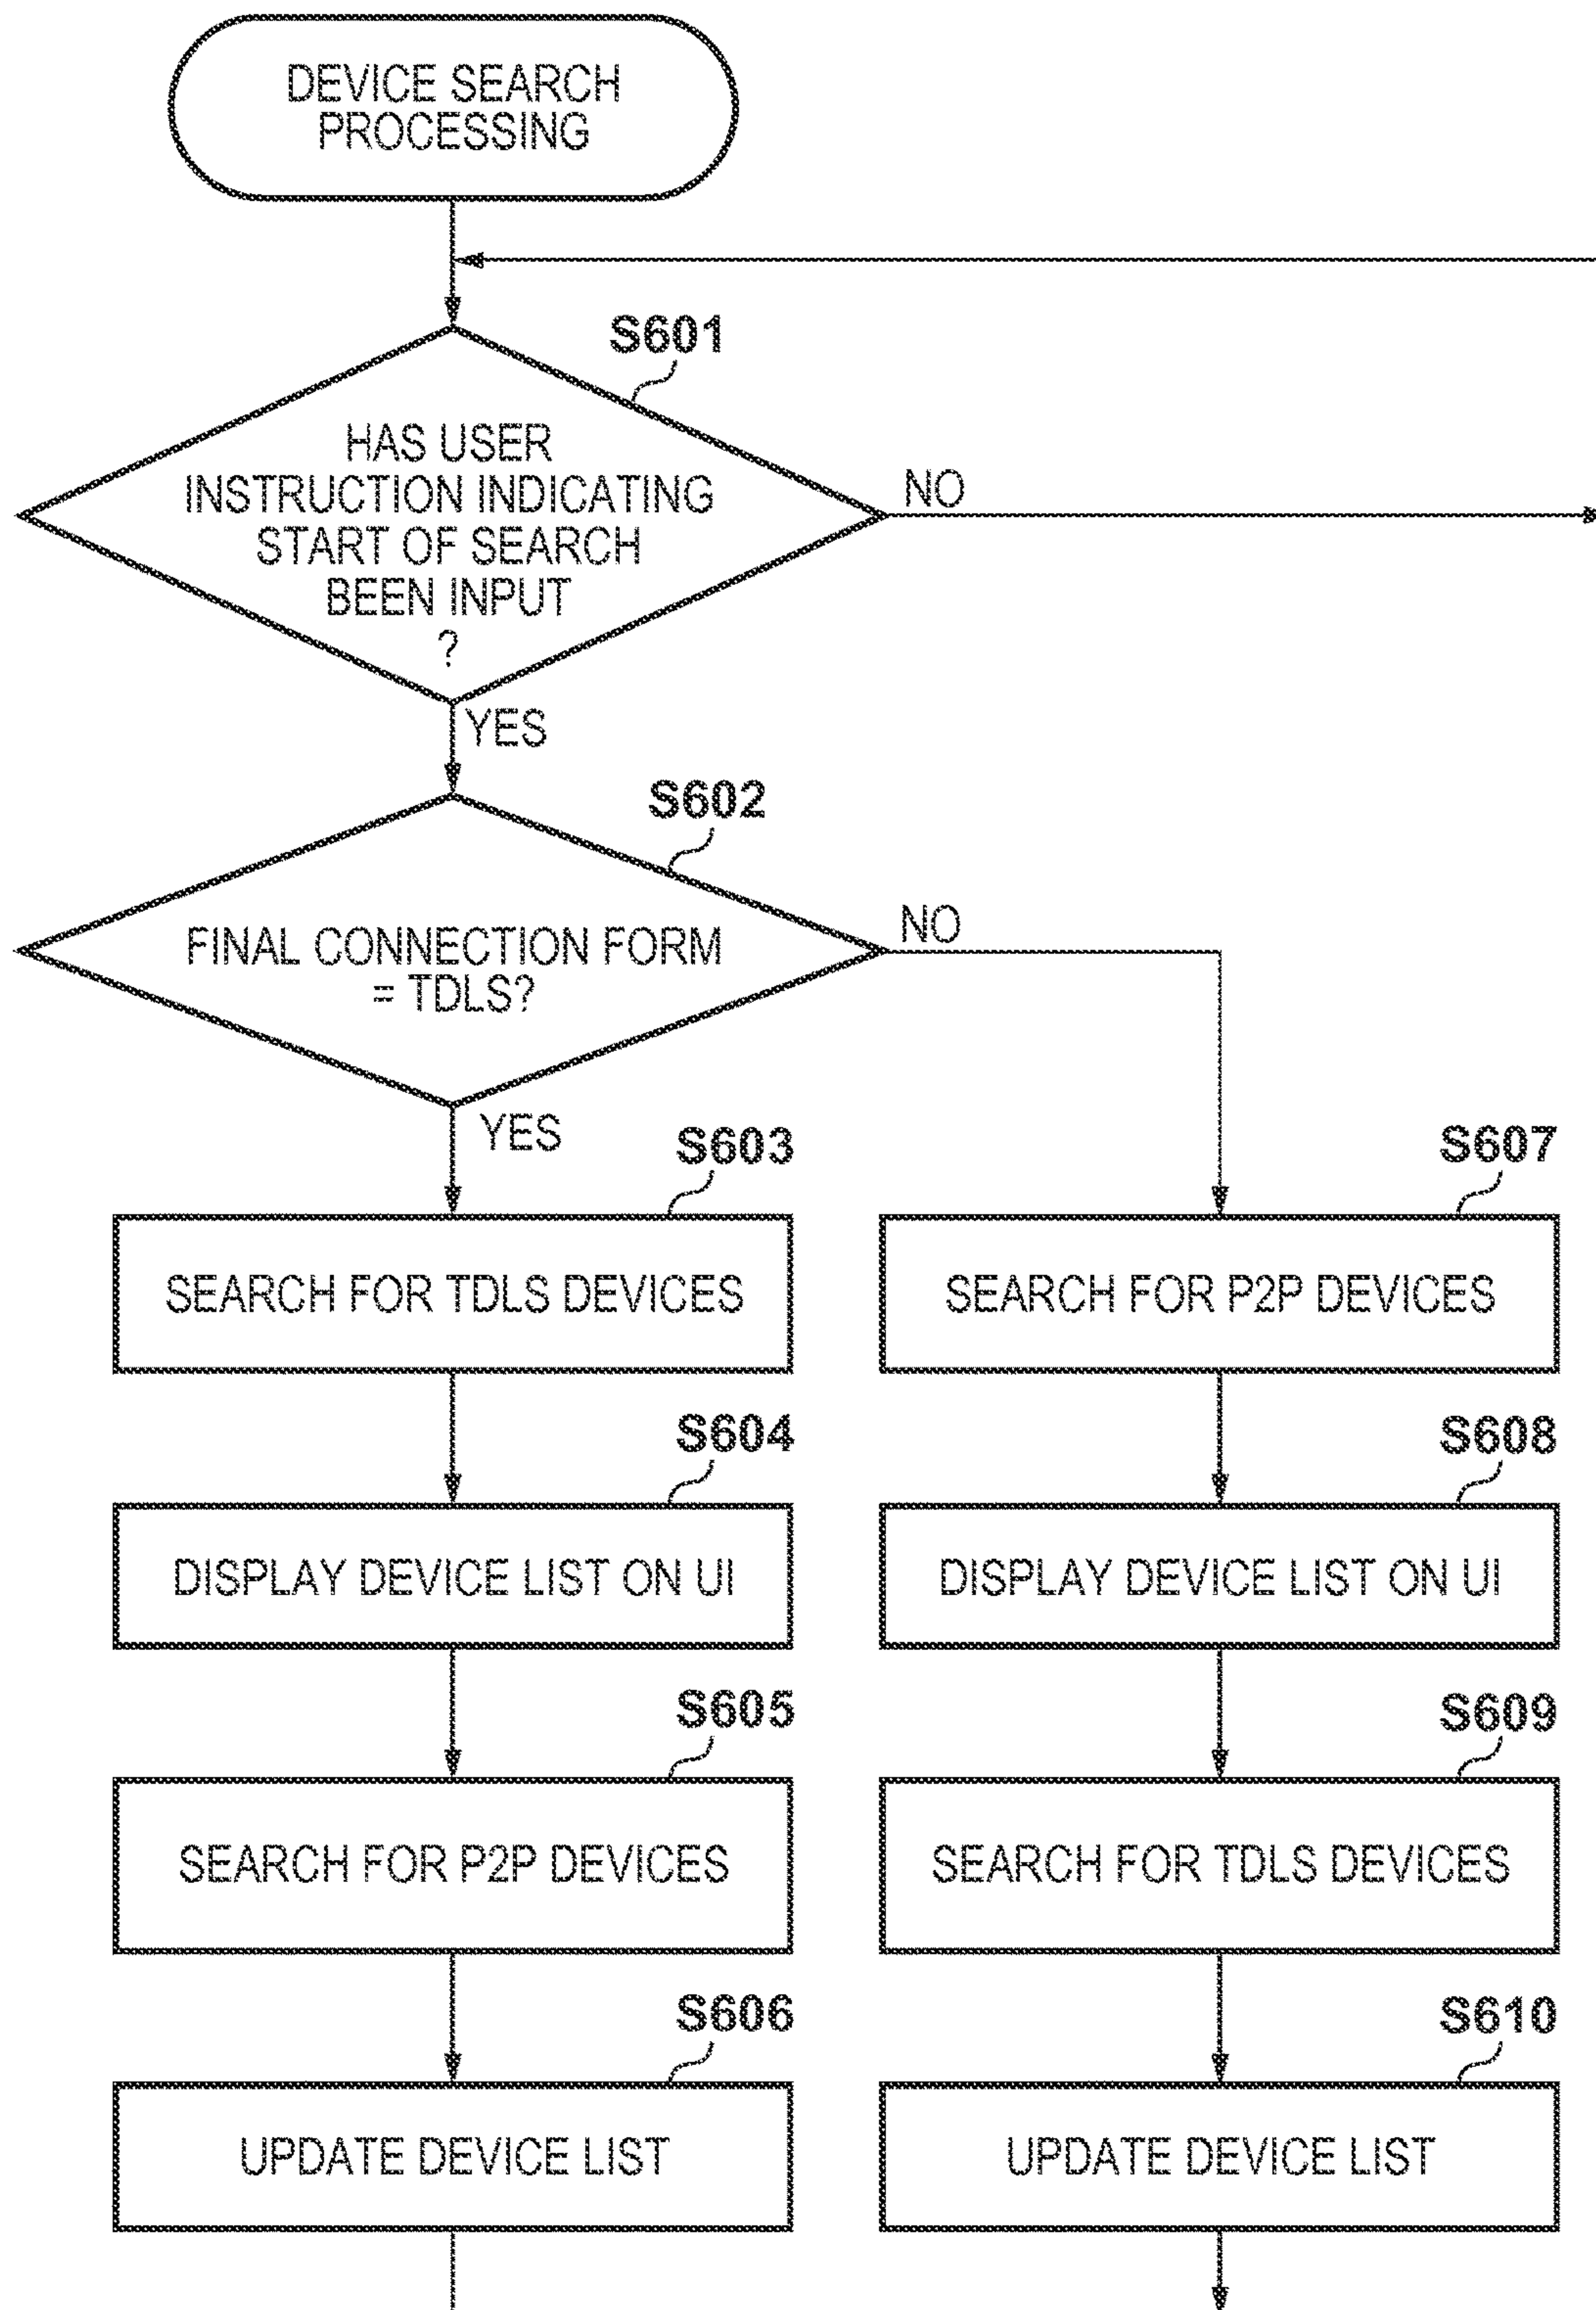 DEVICE SEARCH
PROCESSING
S601
HAS USER
INSTRUCTION INDICATING
START OF SEARCH
BEEN INPUT
?
NO
YES
S602
FINAL CONNECTION FORM
= TDLS?
NO
YES
S603
SEARCH FOR TDLS DEVICES
S604
DISPLAY DEVICE LIST ON UI
S605
SEARCH FOR P2P DEVICES
S606
UPDATE DEVICE LIST
S607
SEARCH FOR P2P DEVICES
S608
DISPLAY DEVICE LIST ON UI
S609
SEARCH FOR TDLS DEVICES
S610
UPDATE DEVICE LIST